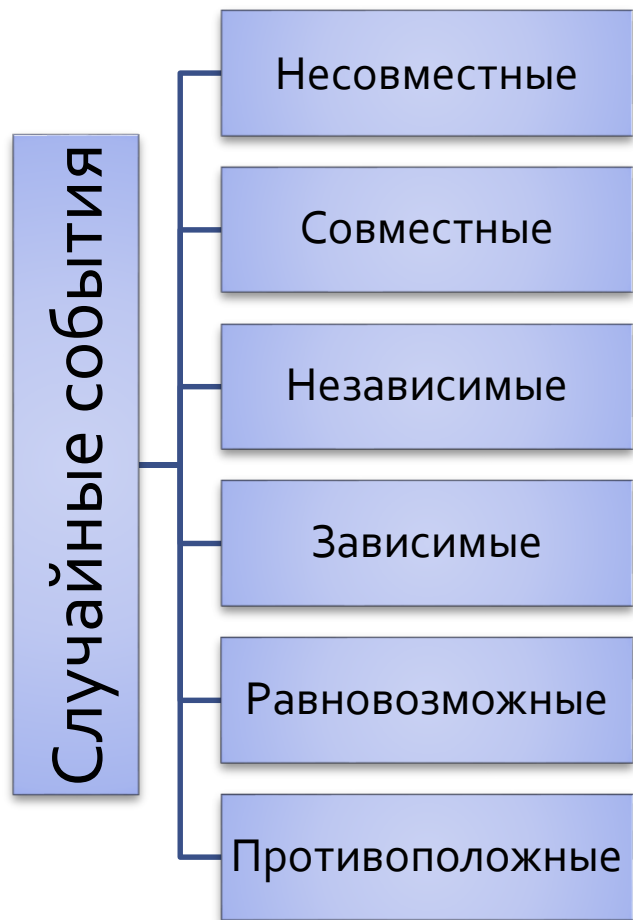 Случайные события
Несовместные
Совместные
Независимые
Зависимые
Равновозможные
Противоположные